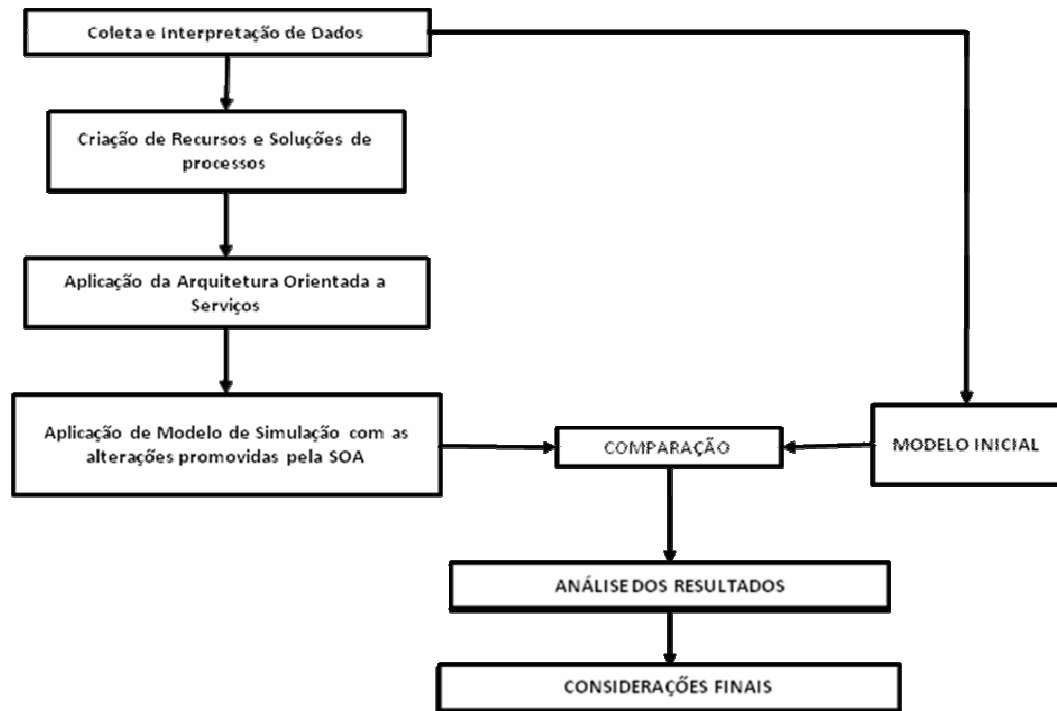 Coleta e Interpretação de Dados
Criação de Recursos e Soluções de
processos
Aplicação da Arquitetura Orientada a
Serviços
Aplicação de Modelo de Simulação com as
alterações promovidas pela SOA
COMPARAÇÃO
MODELO INICIAL
ANÁLISE DOS RESULTADOS
CONSIDERAÇÕES FINAIS